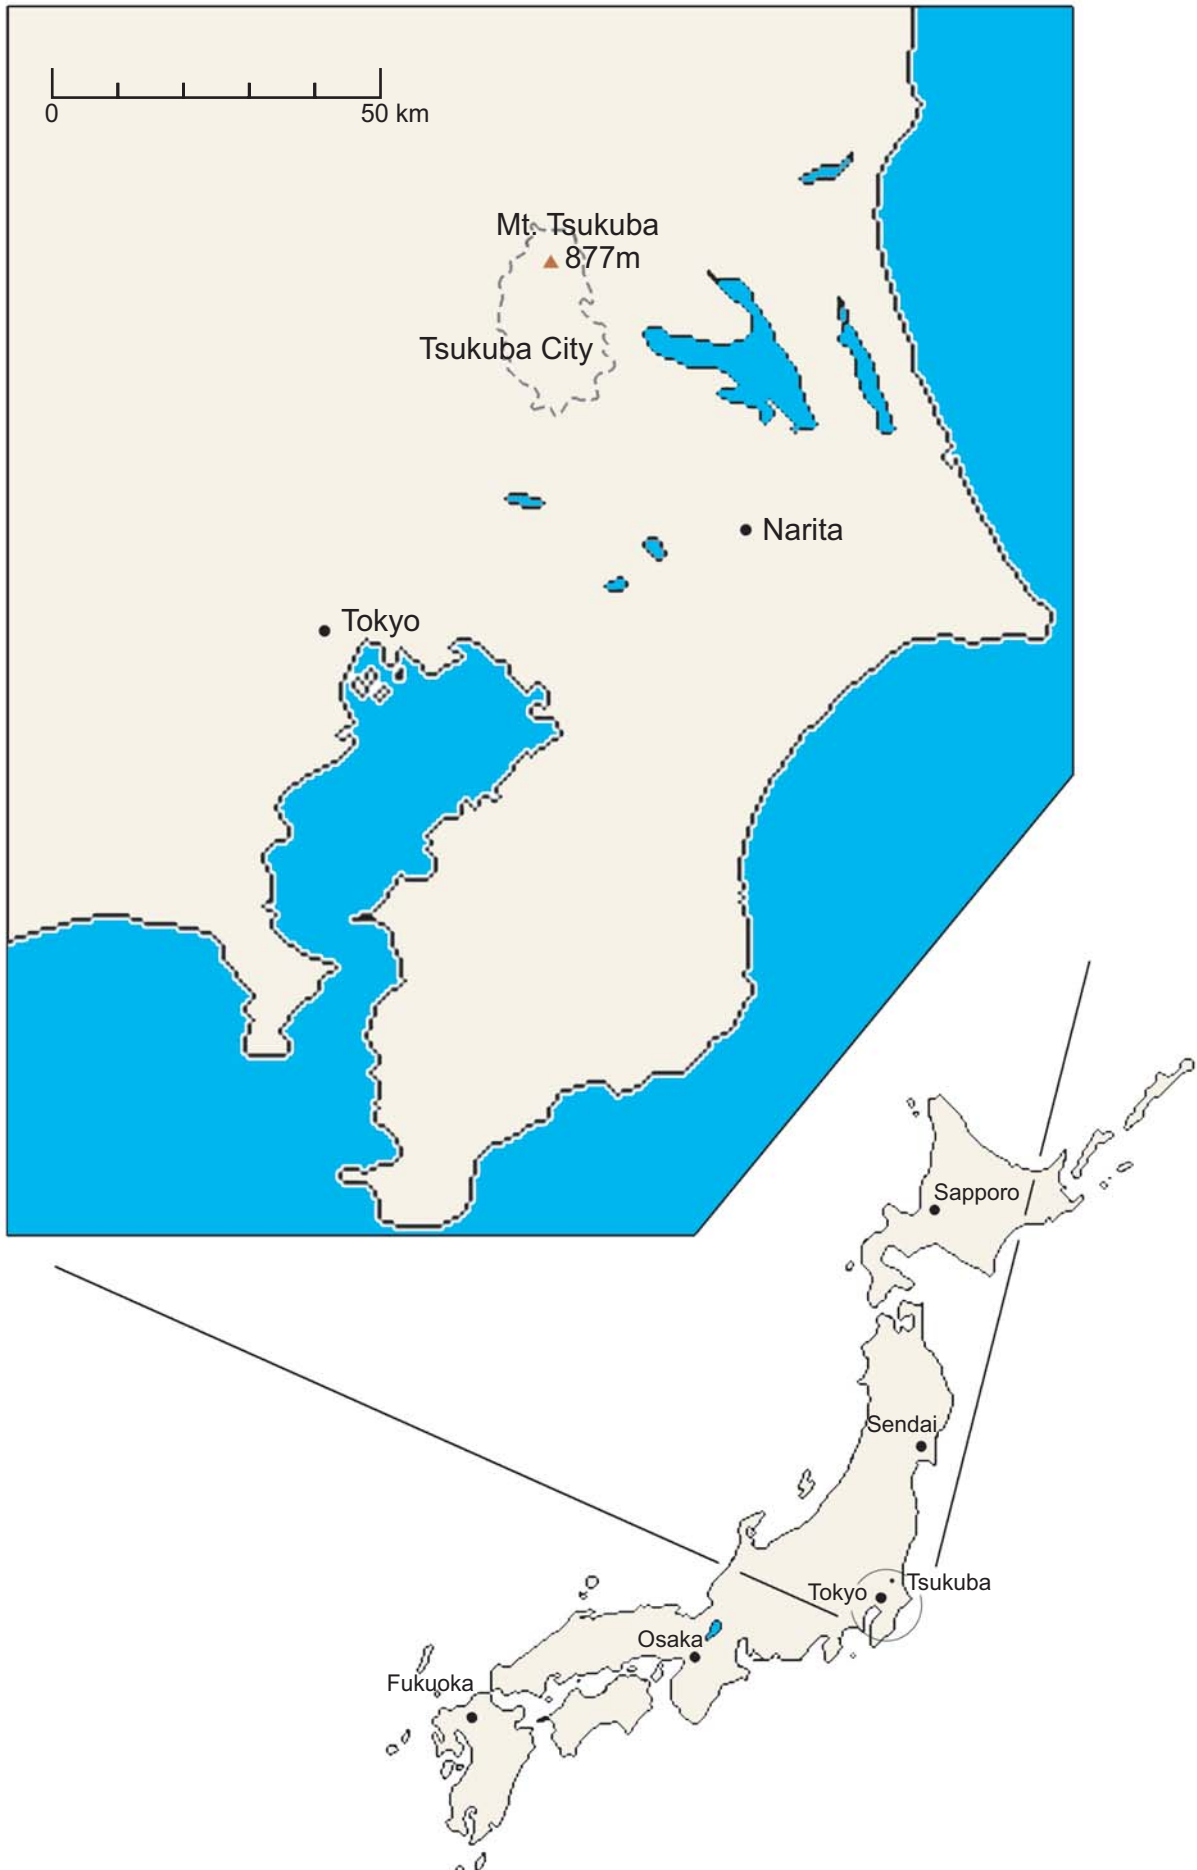 0
50 km
Mt. Tsukuba
877m
Tsukuba City
Narita
Tokyo
Sapporo
Sendai
Tsukuba
Tokyo
Osaka
Fukuoka